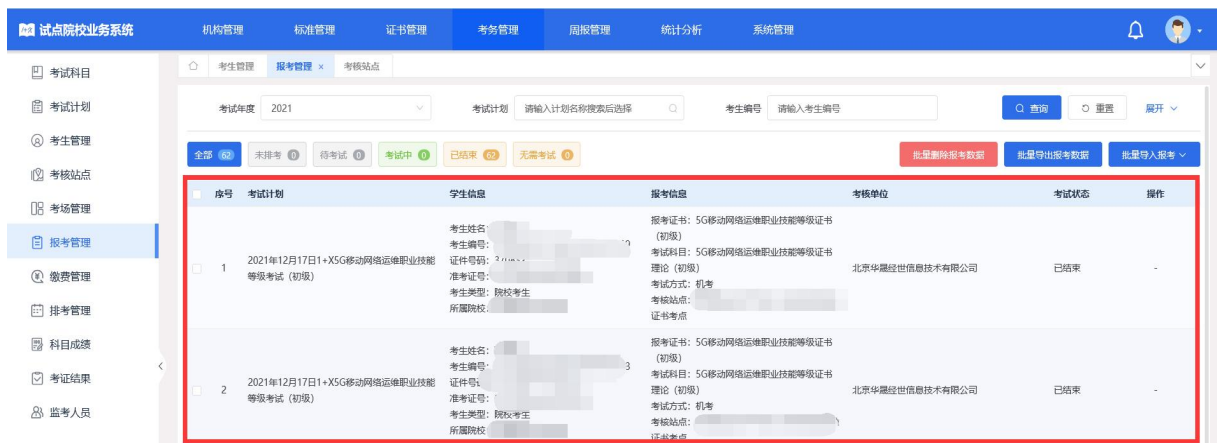 试点院校业务系统 机构管理 标准管理 证书管理 考务管理 周报管理 统计分析 系统管理
考试科目
考试计划
考生管理
考核站点
考场管理
报考管理
缴费管理
排考管理
科目成绩
考证结果
监考人员
考生管理 报考管理 × 考核站点
考试年度 2021 考试计划 请输入计划名称搜索后选择 考生编号 请输入考生编号 查询 重置 展开
全部 62 未排考 0 待考试 0 考试中 0 已结束 62 无需考试 0 批量删除报考数据 批量导出报考数据 批量导入报考
序号 考试计划 学生信息 报考信息 考核单位 考试状态 操作
1
2021年12月17日1+X5G移动网络运维职业技能
等级考试（初级）
考生姓名:
考生编号:
证件号码:
准考证号:
考生类型: 院校考生
所属院校:
报考证书: 5G移动网络运维职业技能等级证书
（初级）
考试科目: 5G移动网络运维职业技能等级证书
理论（初级）
考试方式: 机考
考核站点:
证书考点
北京华晟经世信息技术有限公司
已结束
-
2
2021年12月17日1+X5G移动网络运维职业技能
等级考试（初级）
考生姓名:
考生编号:
证件号
准考证号:
考生类型: 院校考生
所属院校
报考证书: 5G移动网络运维职业技能等级证书
（初级）
考试科目: 5G移动网络运维职业技能等级证书
理论（初级）
考试方式: 机考
考核站点:
证书考点
北京华晟经世信息技术有限公司
已结束
-